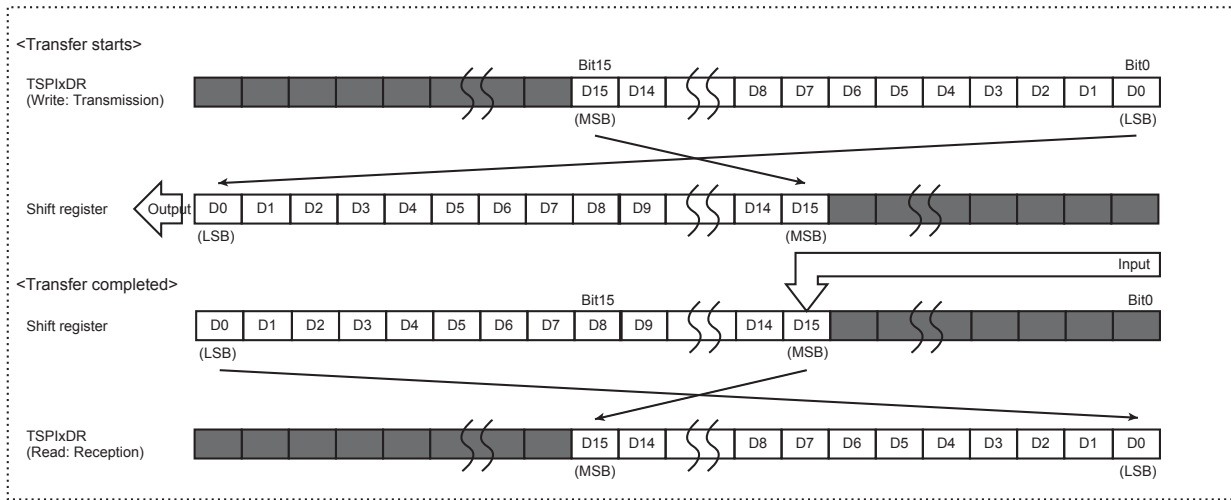 <Transfer starts>
Bit15 Bit0
TSPIxDR
(Write: Transmission)
D15 D14 D8 D7 D6 D5 D4 D3 D2 D1 D0
(MSB) (LSB)
Shift register
Output
D0 D1 D2 D3 D4 D5 D6 D7 D8 D9 D14 D15
(LSB) (MSB)
Input
<Transfer completed>
Bit15 Bit0
Shift register
D0 D1 D2 D3 D4 D5 D6 D7 D8 D9 D14 D15
(LSB) (MSB)
TSPIxDR
(Read: Reception)
D15 D14 D8 D7 D6 D5 D4 D3 D2 D1 D0
(MSB) (LSB)